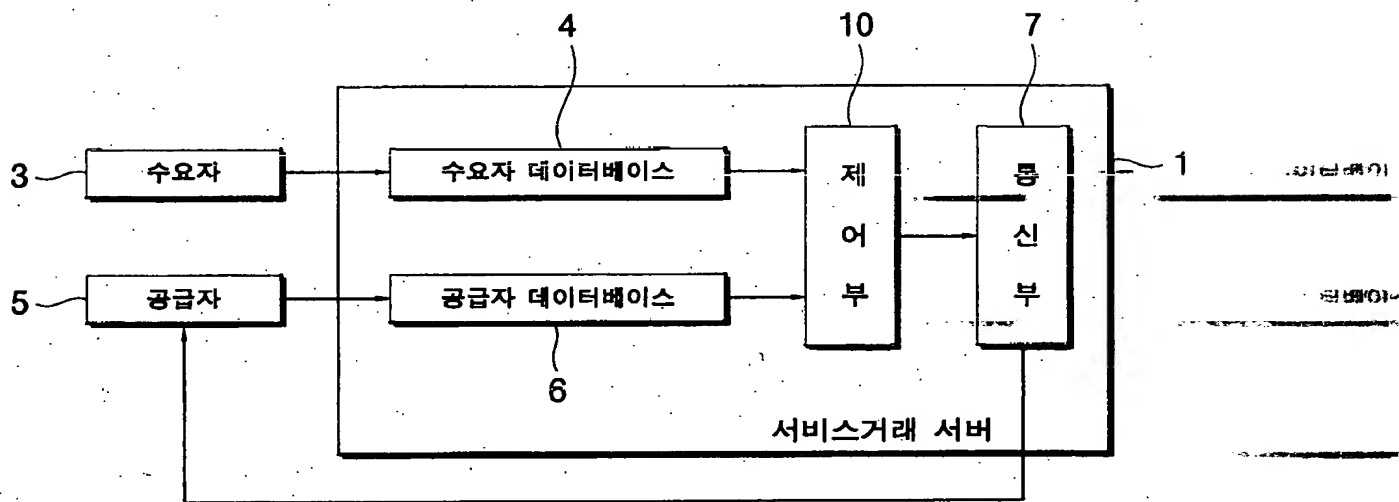 4 10 7
3 수요자 수요자 데이터베이스 제어부 통신부 1
5 공급자 공급자 데이터베이스
6
서비스거래 서버